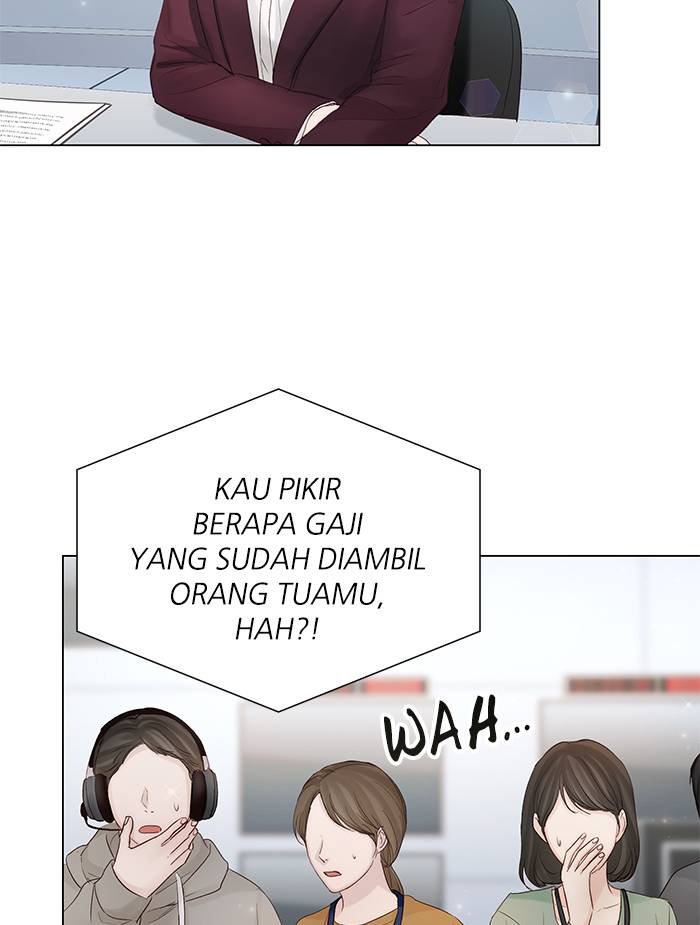 KAU PIKIR
BERAPA GAJI
YANG SUDAH DIAMBIL
ORANG TUAMU,
HAH?!
WAH...